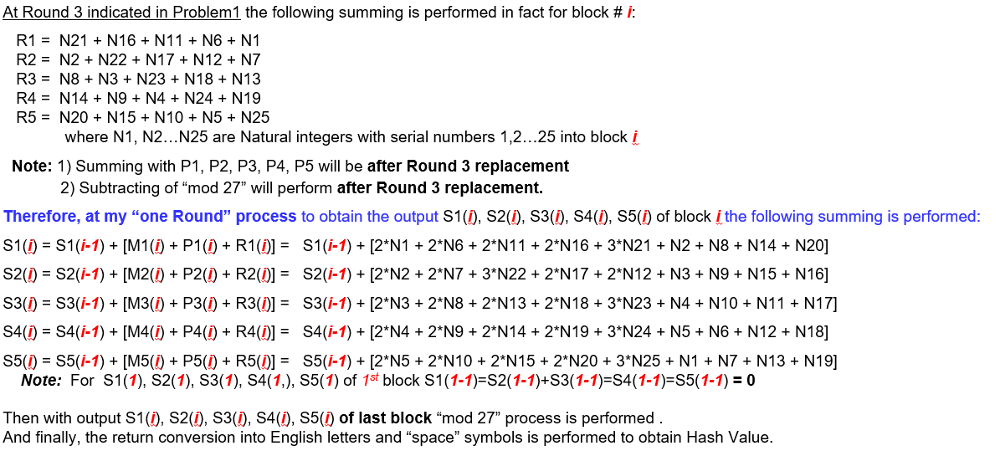 At Round 3 indicated in Problem1 the following summing is performed in fact for block # i:
R1 = N21 + N16 + N11 + N6 + N1
R2 = N2 + N22 + N17 + N12 + N7
R3 = N8 + N3 + N23 + N18 + N13
R4 = N14 + N9 + N4 + N24 + N19
R5 = N20 + N15 + N10 + N5 + N25
where N1, N2…N25 are Natural integers with serial numbers 1,2…25 into block i
Note: 1) Summing with P1, P2, P3, P4, P5 will be after Round 3 replacement
2) Subtracting of “mod 27” will perform after Round 3 replacement.
Therefore, at my “one Round” process to obtain the output S1(i), S2(i), S3(i), S4(i), S5(i) of block i the following summing is performed:
S1(i) = S1(i-1) + [M1(i) + P1(i) + R1(i)] = S1(i-1) + [2*N1 + 2*N6 + 2*N11 + 2*N16 + 3*N21 + N2 + N8 + N14 + N20]
S2(i) = S2(i-1) + [M2(i) + P2(i) + R2(i)] = S2(i-1) + [2*N2 + 2*N7 + 3*N22 + 2*N17 + 2*N12 + N3 + N9 + N15 + N16]
S3(i) = S3(i-1) + [M3(i) + P3(i) + R3(i)] = S3(i-1) + [2*N3 + 2*N8 + 2*N13 + 2*N18 + 3*N23 + N4 + N10 + N11 + N17]
S4(i) = S4(i-1) + [M4(i) + P4(i) + R4(i)] = S4(i-1) + [2*N4 + 2*N9 + 2*N14 + 2*N19 + 3*N24 + N5 + N6 + N12 + N18]
S5(i) = S5(i-1) + [M5(i) + P5(i) + R5(i)] = S5(i-1) + [2*N5 + 2*N10 + 2*N15 + 2*N20 + 3*N25 + N1 + N7 + N13 + N19]
Note: For S1(1), S2(1), S3(1), S4(1,), S5(1) of 1st block S1(1-1)=S2(1-1)+S3(1-1)=S4(1-1)=S5(1-1) = 0
Then with output S1(i), S2(i), S3(i), S4(i), S5(i) of last block “mod 27” process is performed .
And finally, the return conversion into English letters and “space” symbols is performed to obtain Hash Value.